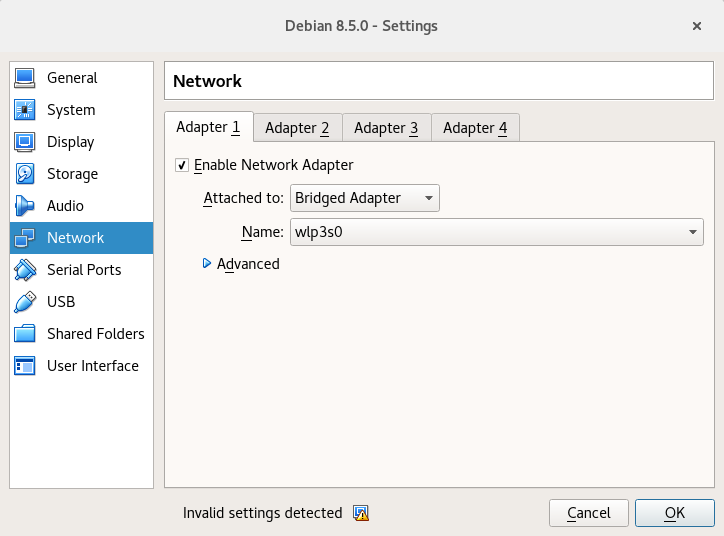 Debian 8.5.0 - Settings
General
System
Display
Storage
Audio
Network
Serial Ports
USB
Shared Folders
User Interface
Network
Adapter 1 Adapter 2 Adapter 3 Adapter 4
Enable Network Adapter
Attached to: Bridged Adapter
Name: wlp3s0
Advanced
Invalid settings detected
Cancel OK